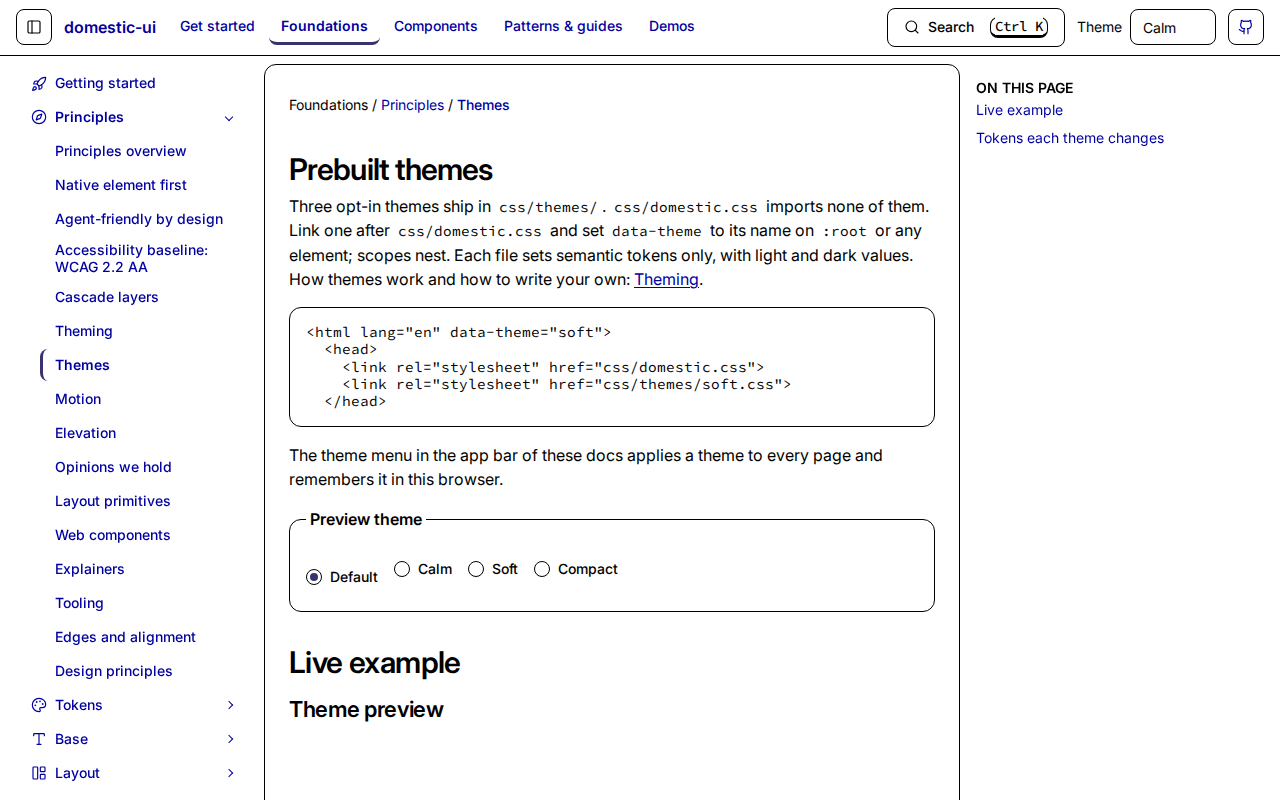 domestic-ui
Get started
Foundations
Components
Patterns & guides
Demos
Search
Ctrl K
Theme
Calm
Getting started
Principles
Principles overview
Native element first
Agent-friendly by design
Accessibility baseline:
WCAG 2.2 AA
Cascade layers
Theming
Themes
Motion
Elevation
Opinions we hold
Layout primitives
Web components
Explainers
Tooling
Edges and alignment
Design principles
Tokens
Base
Layout
Foundations / Principles / Themes
Prebuilt themes
Three opt-in themes ship in css/themes/. css/domestic.css imports none of them.
Link one after css/domestic.css and set data-theme to its name on :root or any
element; scopes nest. Each file sets semantic tokens only, with light and dark values.
How themes work and how to write your own: Theming.
<html lang="en" data-theme="soft">
  <head>
    <link rel="stylesheet" href="css/domestic.css">
    <link rel="stylesheet" href="css/themes/soft.css">
  </head>
The theme menu in the app bar of these docs applies a theme to every page and
remembers it in this browser.
Preview theme
Default
Calm
Soft
Compact
Live example
Theme preview
ON THIS PAGE
Live example
Tokens each theme changes